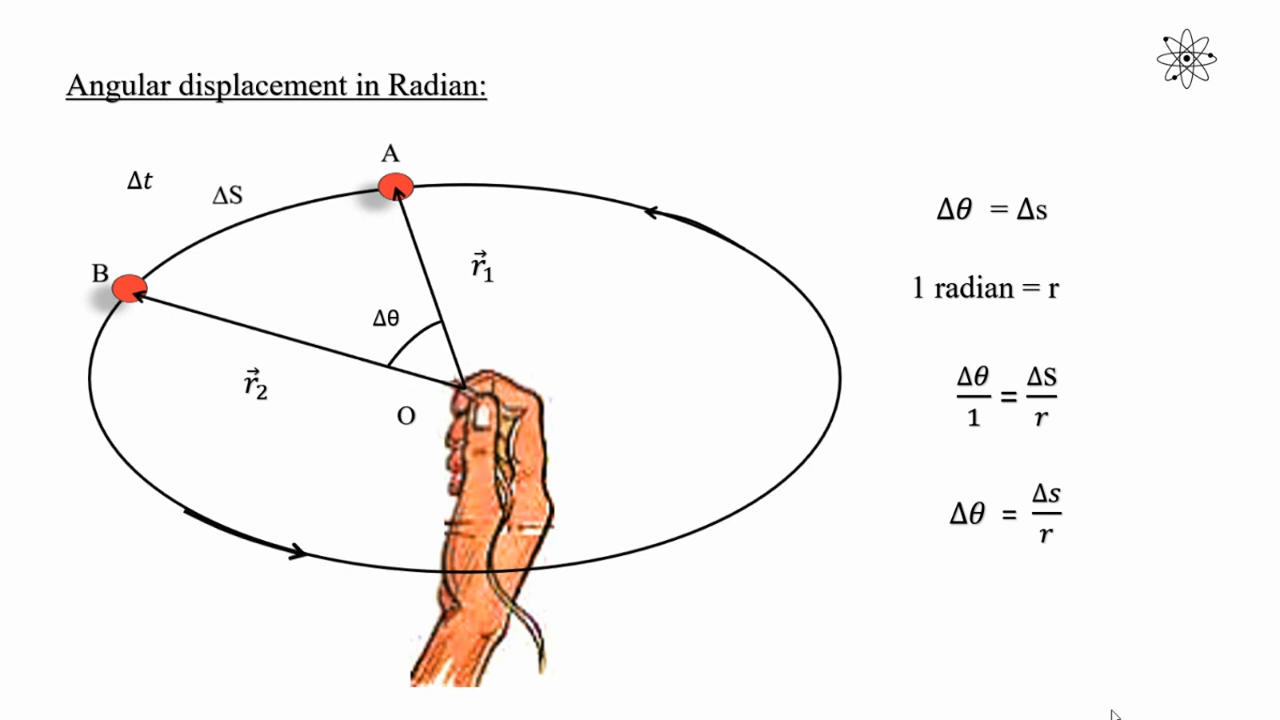 Angular displacement in Radian:
A
Δt
ΔS
B
r⃗₁
Δθ
r⃗₂
O
Δθ = Δs
1 radian = r
Δθ/1 = ΔS/r
Δθ = Δs/r